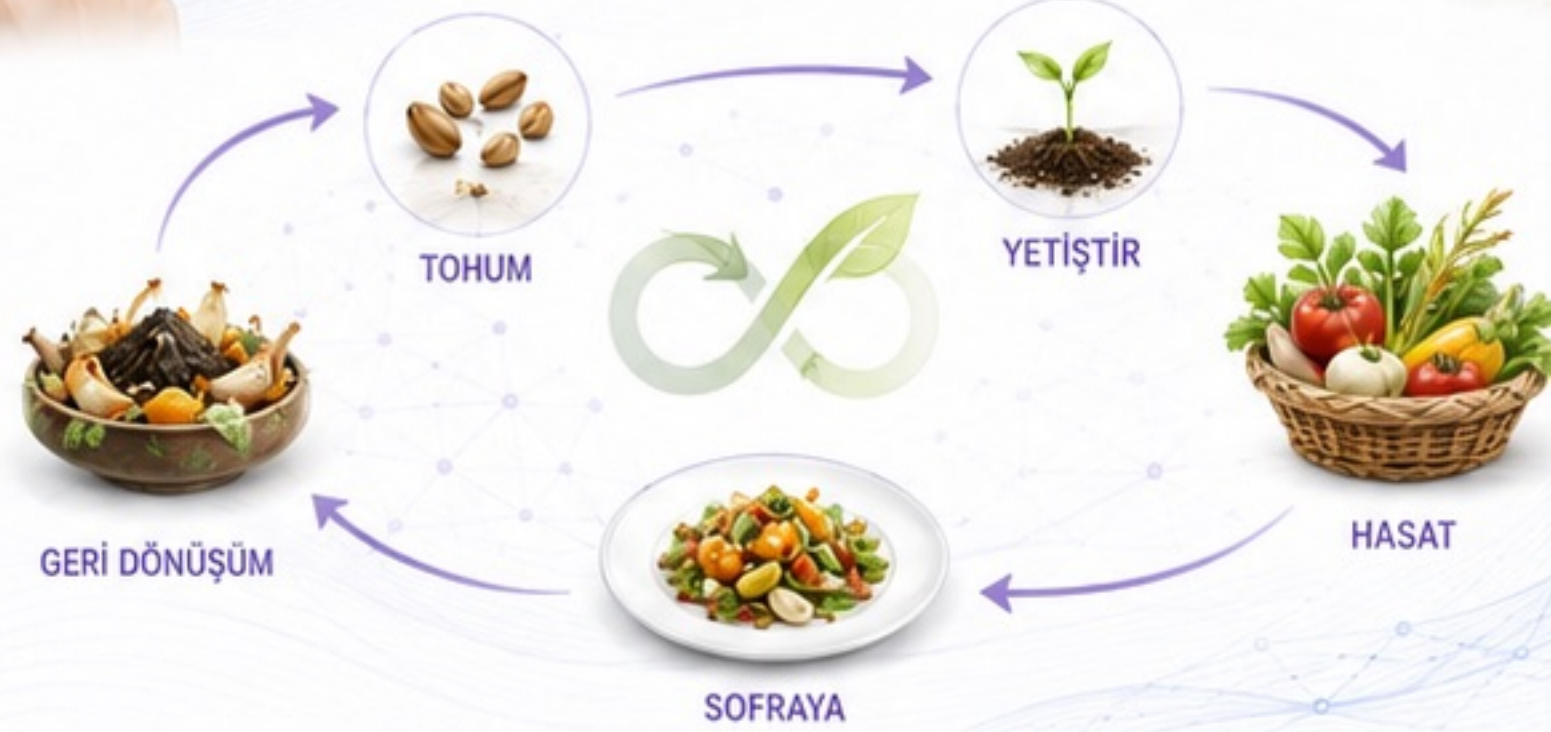 TOHUM
YETİŞTİR
HASAT
SOFRAYA
GERİ DÖNÜŞÜM